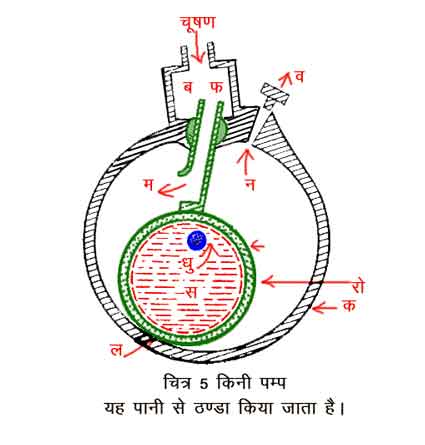 चूषण
व
ब फ
म
न
धु
स
रो
क
ल
चित्र 5 किनी पम्प
यह पानी से ठण्डा किया जाता है।